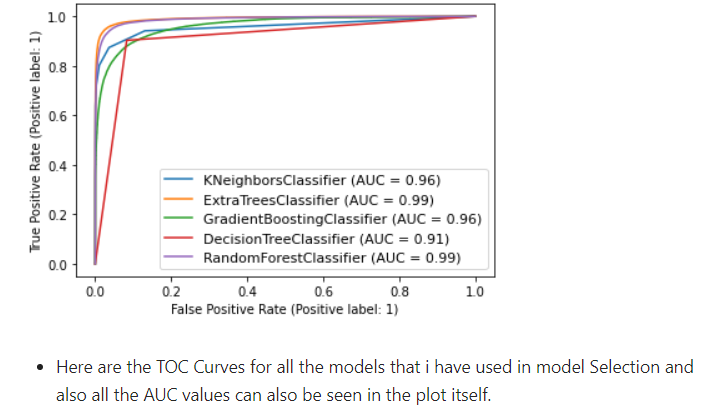 1.0
0.8
0.6
0.4
0.2
0.0
True Positive Rate (Positive label: 1)
KNeighborsClassifier (AUC = 0.96)
ExtraTreesClassifier (AUC = 0.99)
GradientBoostingClassifier (AUC = 0.96)
DecisionTreeClassifier (AUC = 0.91)
RandomForestClassifier (AUC = 0.99)
0.0 0.2 0.4 0.6 0.8 1.0
False Positive Rate (Positive label: 1)
• Here are the TOC Curves for all the models that i have used in model Selection and
also all the AUC values can also be seen in the plot itself.